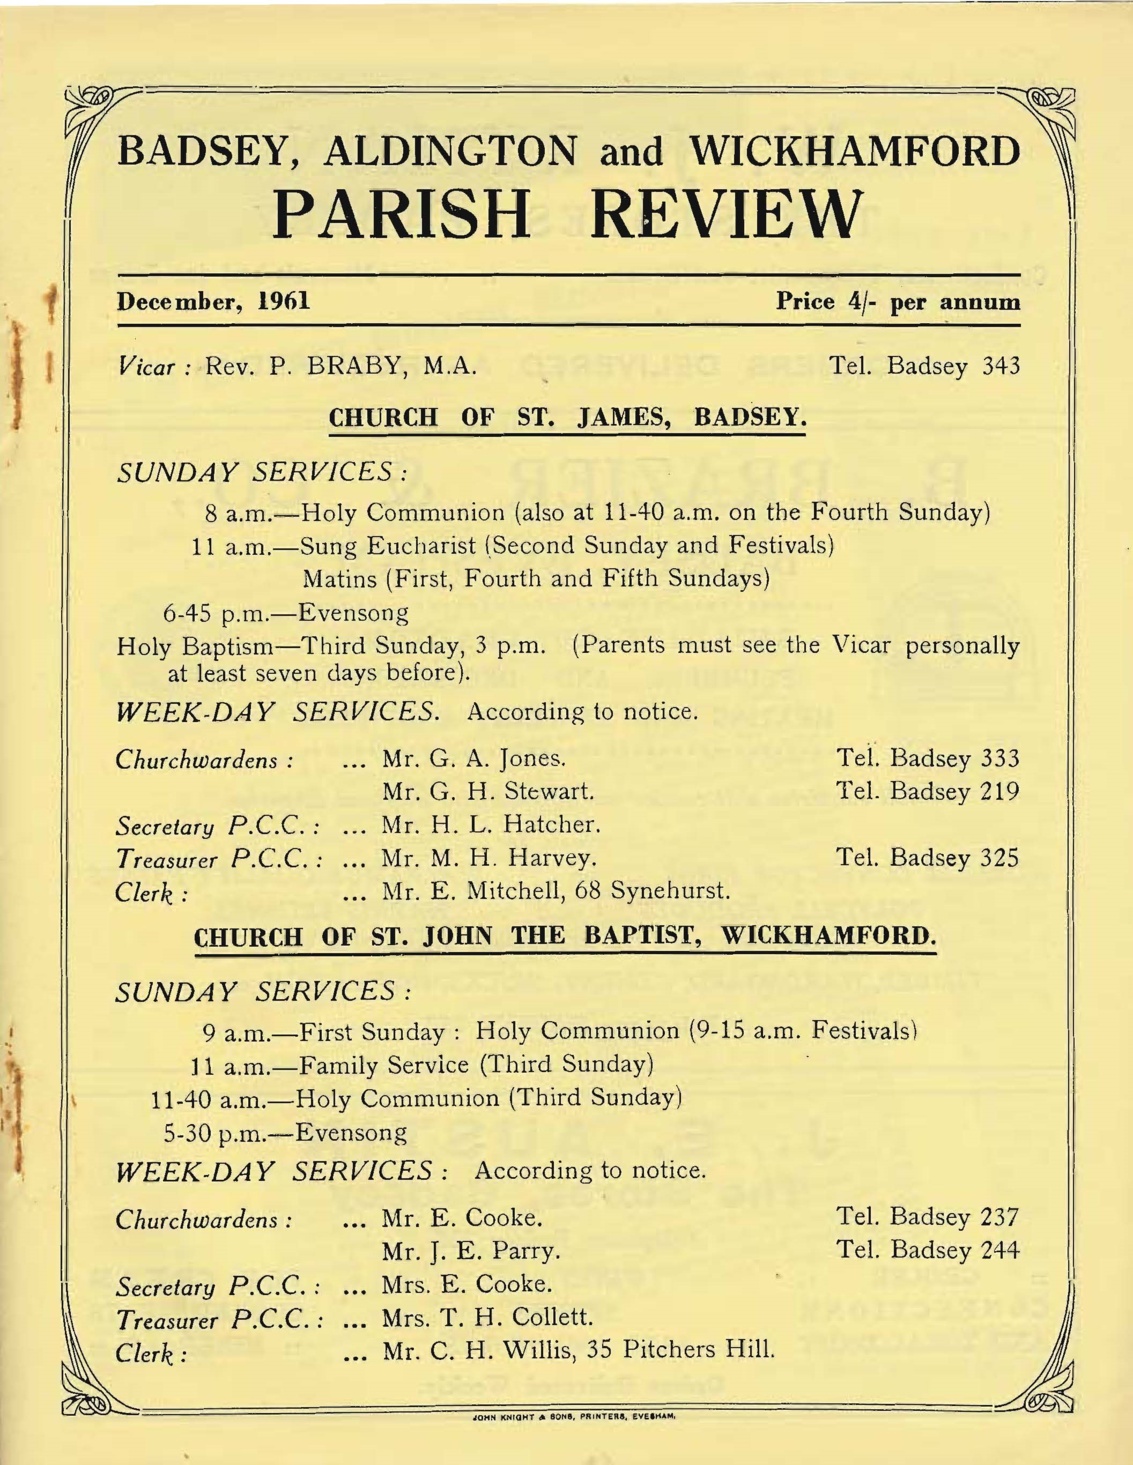 BADSEY, ALDINGTON and WICKHAMFORD
PARISH REVIEW
December, 1961 Price 4/- per annum
Vicar : Rev. P. BRABY, M.A. Tel. Badsey 343
CHURCH OF ST. JAMES, BADSEY.
SUNDAY SERVICES :
8 a.m.—Holy Communion (also at 11-40 a.m. on the Fourth Sunday)
11 a.m.—Sung Eucharist (Second Sunday and Festivals)
Matins (First, Fourth and Fifth Sundays)
6-45 p.m.—Evensong
Holy Baptism—Third Sunday, 3 p.m. (Parents must see the Vicar personally
at least seven days before).
WEEK-DAY SERVICES. According to notice.
Churchwardens : ... Mr. G. A. Jones. Tel. Badsey 333
Mr. G. H. Stewart. Tel. Badsey 219
Secretary P.C.C. : ... Mr. H. L. Hatcher.
Treasurer P.C.C. : ... Mr. M. H. Harvey. Tel. Badsey 325
Clerk : ... Mr. E. Mitchell, 68 Synehurst.
CHURCH OF ST. JOHN THE BAPTIST, WICKHAMFORD.
SUNDAY SERVICES :
9 a.m.—First Sunday : Holy Communion (9-15 a.m. Festivals)
11 a.m.—Family Service (Third Sunday)
11-40 a.m.—Holy Communion (Third Sunday)
5-30 p.m.—Evensong
WEEK-DAY SERVICES : According to notice.
Churchwardens : ... Mr. E. Cooke. Tel. Badsey 237
Mr. J. E. Parry. Tel. Badsey 244
Secretary P.C.C. : ... Mrs. E. Cooke.
Treasurer P.C.C. : ... Mrs. T. H. Collett.
Clerk : ... Mr. C. H. Willis, 35 Pitchers Hill.
JOHN KNIGHT & SONS, PRINTERS, EVESHAM.